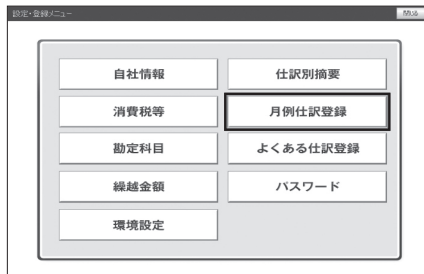 設定・登録メニュー
閉じる
自社情報
仕訳別摘要
消費税等
月例仕訳登録
勘定科目
よくある仕訳登録
繰越金額
パスワード
環境設定